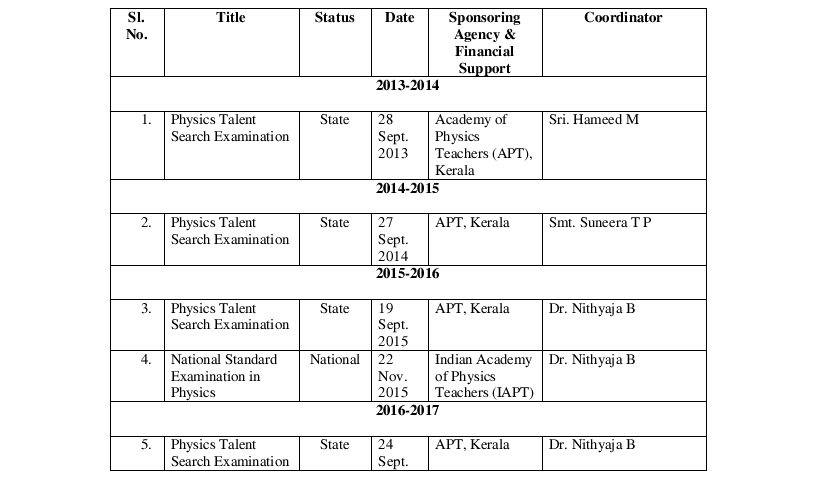 Sl. No. Title Status Date Sponsoring Agency & Financial Support Coordinator
2013-2014
1. Physics Talent Search Examination State 28 Sept. 2013 Academy of Physics Teachers (APT), Kerala Sri. Hameed M
2014-2015
2. Physics Talent Search Examination State 27 Sept. 2014 APT, Kerala Smt. Suneera T P
2015-2016
3. Physics Talent Search Examination State 19 Sept. 2015 APT, Kerala Dr. Nithyaja B
4. National Standard Examination in Physics National 22 Nov. 2015 Indian Academy of Physics Teachers (IAPT) Dr. Nithyaja B
2016-2017
5. Physics Talent Search Examination State 24 Sept. APT, Kerala Dr. Nithyaja B